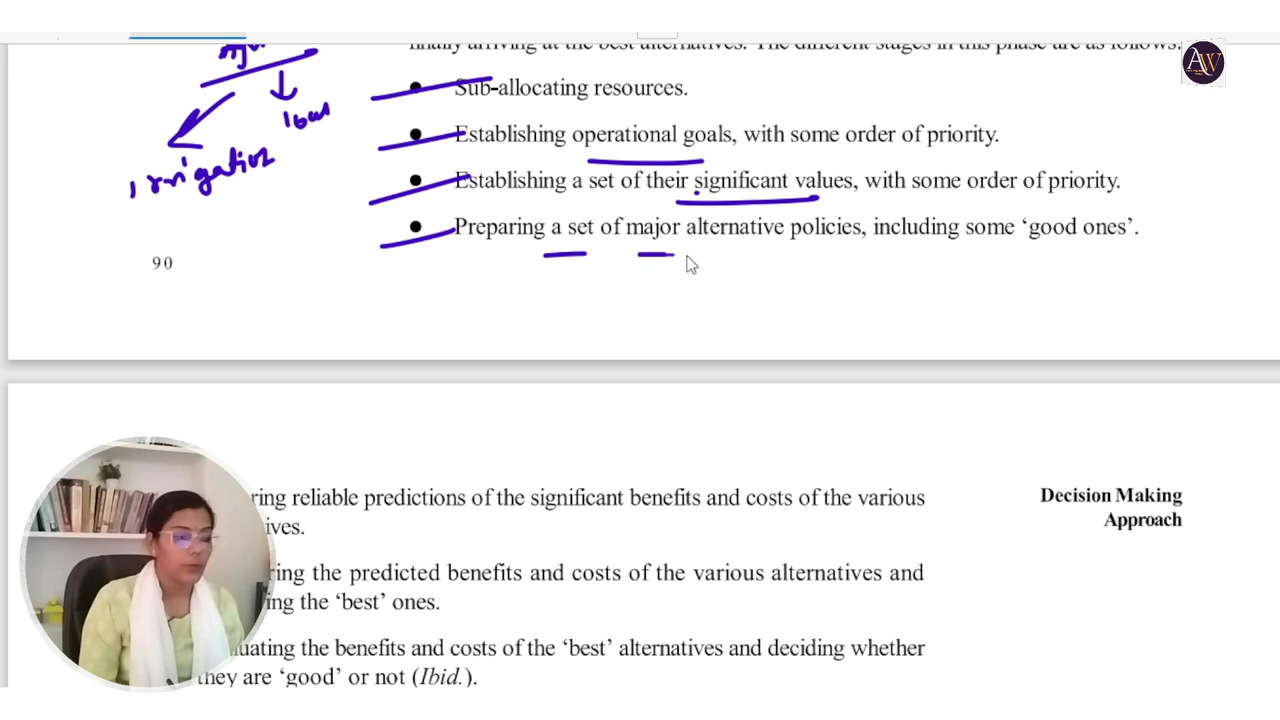 finally arriving at the best alternatives. The different stages in this phase are as follows:
AW
● Sub-allocating resources.
● Establishing operational goals, with some order of priority.
● Establishing a set of their significant values, with some order of priority.
● Preparing a set of major alternative policies, including some ‘good ones’.
Irrigation
90
ring reliable predictions of the significant benefits and costs of the various
ives.
Decision Making
Approach
ring the predicted benefits and costs of the various alternatives and
ing the ‘best’ ones.
uating the benefits and costs of the ‘best’ alternatives and deciding whether
they are ‘good’ or not (Ibid.).